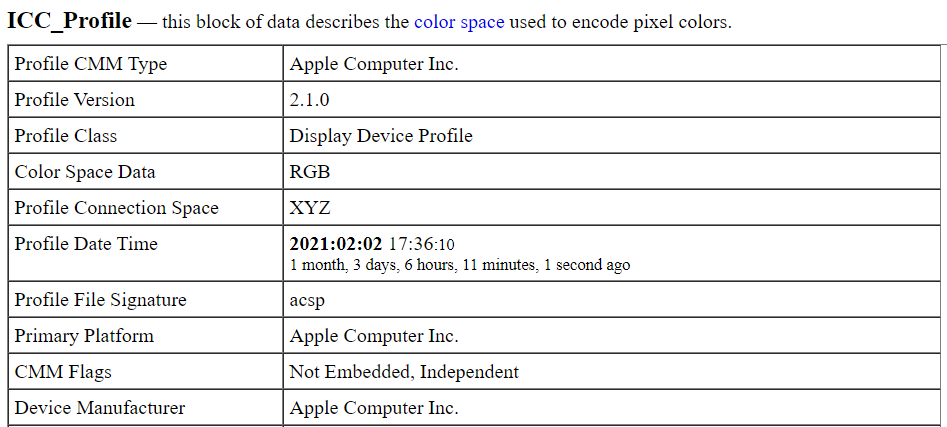 ICC_Profile — this block of data describes the color space used to encode pixel colors.
Profile CMM Type Apple Computer Inc.
Profile Version 2.1.0
Profile Class Display Device Profile
Color Space Data RGB
Profile Connection Space XYZ
Profile Date Time 2021:02:02 17:36:10
1 month, 3 days, 6 hours, 11 minutes, 1 second ago
Profile File Signature acsp
Primary Platform Apple Computer Inc.
CMM Flags Not Embedded, Independent
Device Manufacturer Apple Computer Inc.